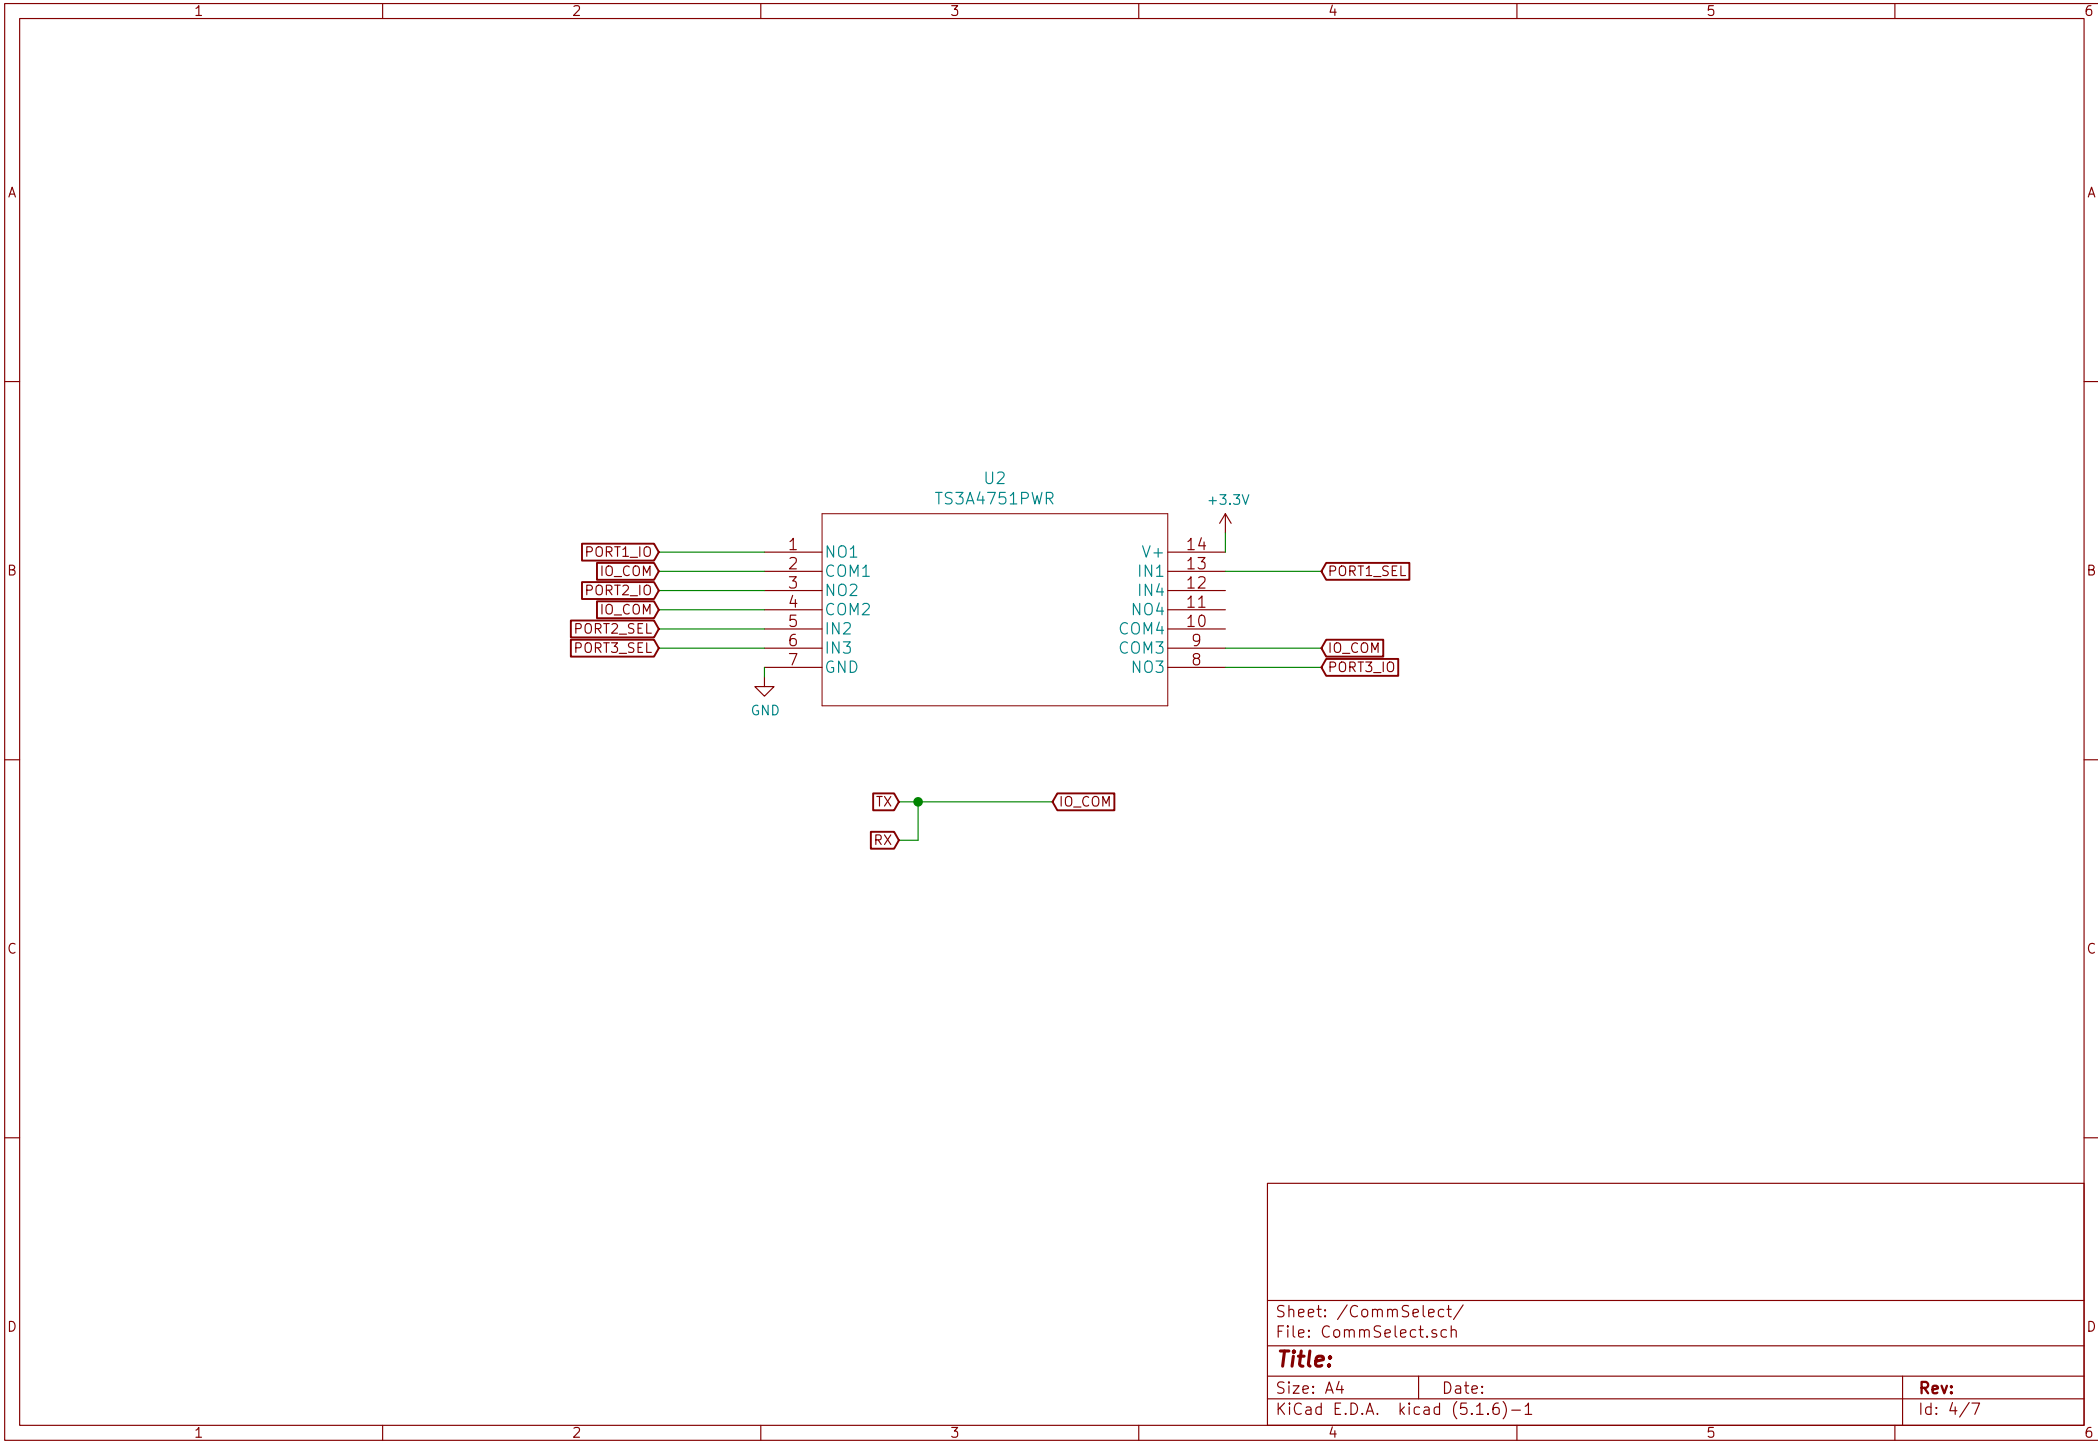 1 2 3 4 5 6
A A
U2
TS3A4751PWR
+3.3V
PORT1_IO 1 NO1 V+ 14
B IO_COM 2 COM1 IN1 13 PORT1_SEL B
PORT2_IO 3 NO2 IN4 12
IO_COM 4 COM2 NO4 11
PORT2_SEL 5 IN2 COM4 10
PORT3_SEL 6 IN3 COM3 9 IO_COM
7 GND NO3 8 PORT3_IO
GND
TX IO_COM
RX
C C
Sheet: /CommSelect/
D D
File: CommSelect.sch
Title:
Size: A4 Date: Rev:
KiCad E.D.A. kicad (5.1.6)-1 Id: 4/7
1 2 3 4 5 6